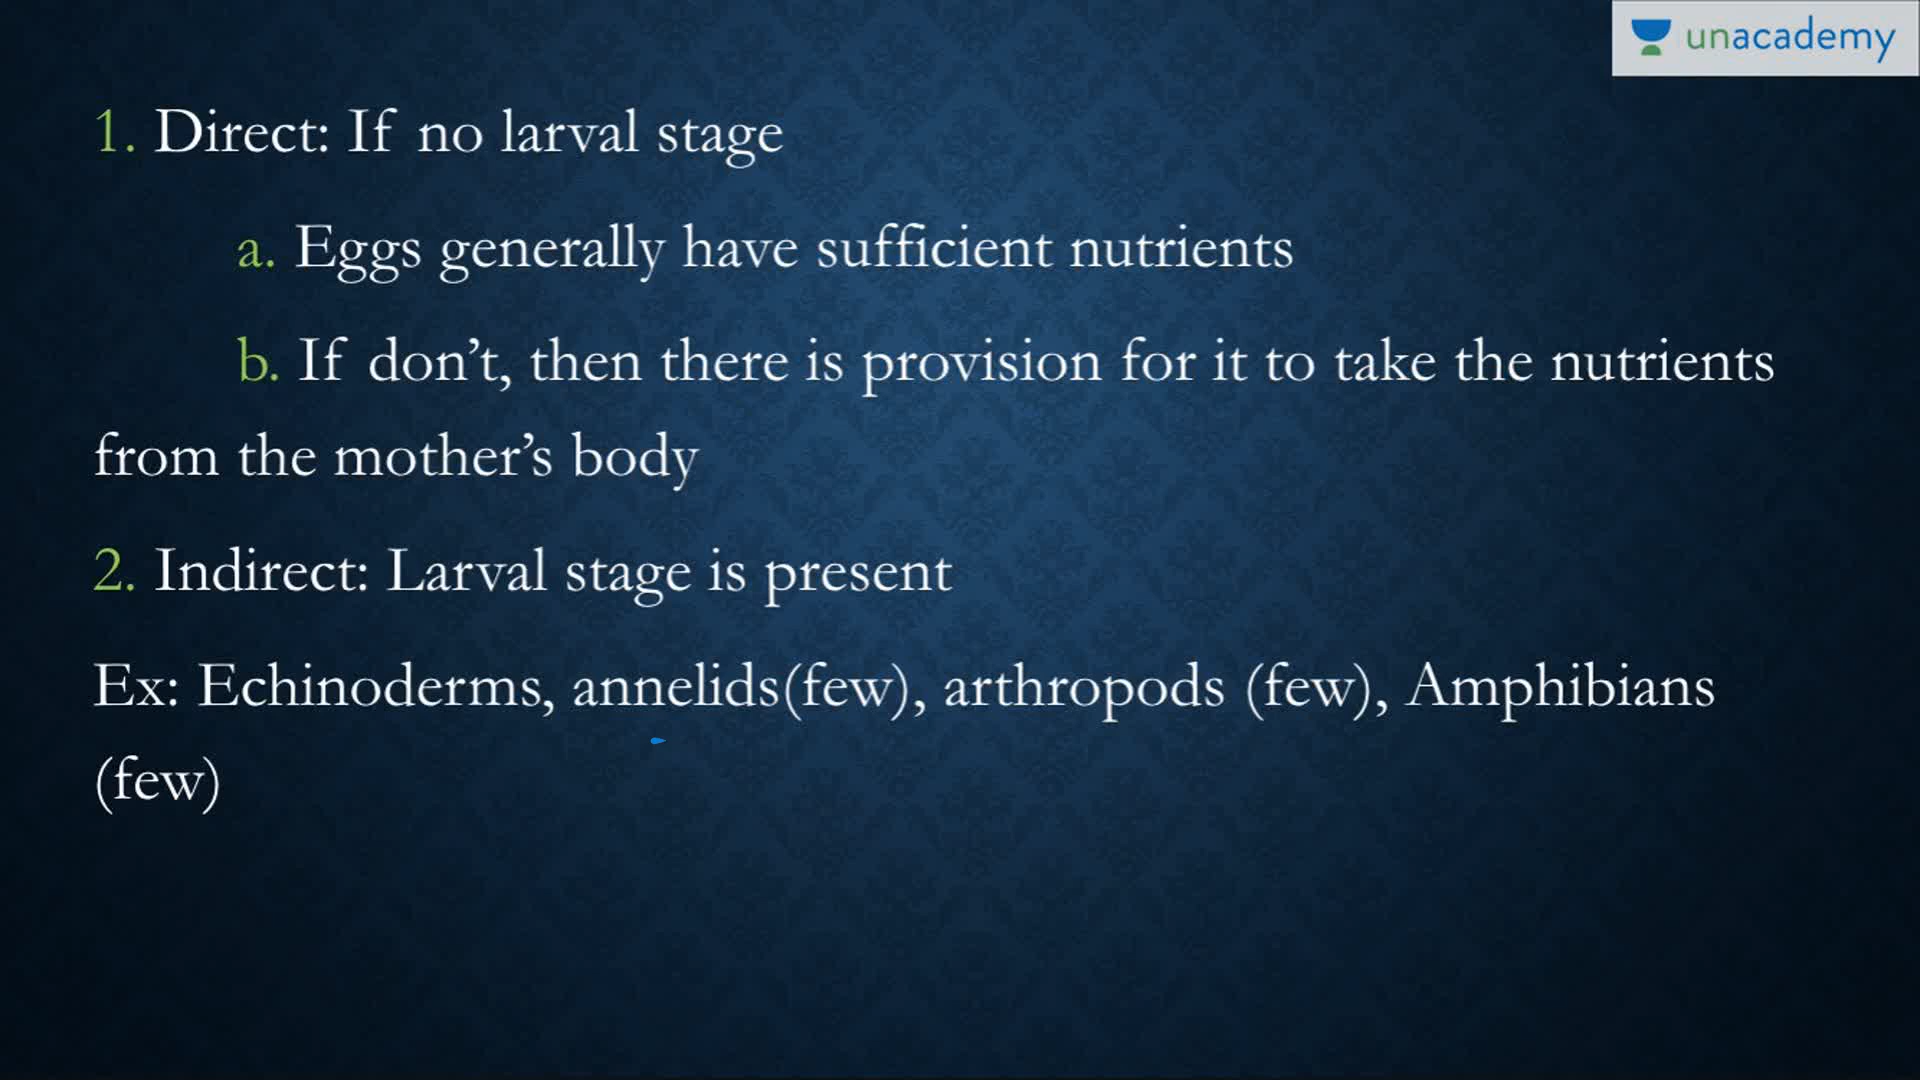 unacademy
1. Direct: If no larval stage
a. Eggs generally have sufficient nutrients
b. If don’t, then there is provision for it to take the nutrients
from the mother’s body
2. Indirect: Larval stage is present
Ex: Echinoderms, annelids(few), arthropods (few), Amphibians
(few)